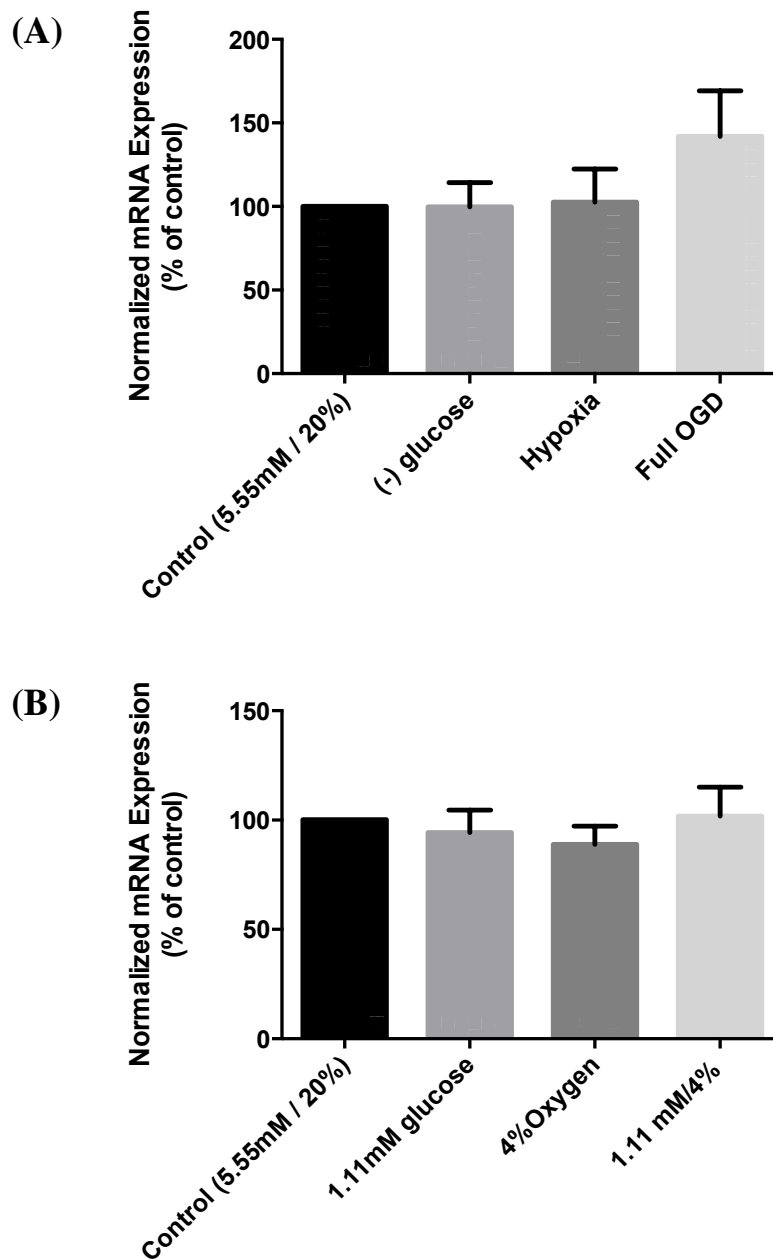 (A)
Normalized mRNA Expression
(% of control)
200
150
100
50
0
Control (5.55mM / 20%)
(-) glucose
Hypoxia
Full OGD
(B)
Normalized mRNA Expression
(% of control)
150
100
50
0
Control (5.55mM / 20%)
1.11mM glucose
4%Oxygen
1.11 mM/4%